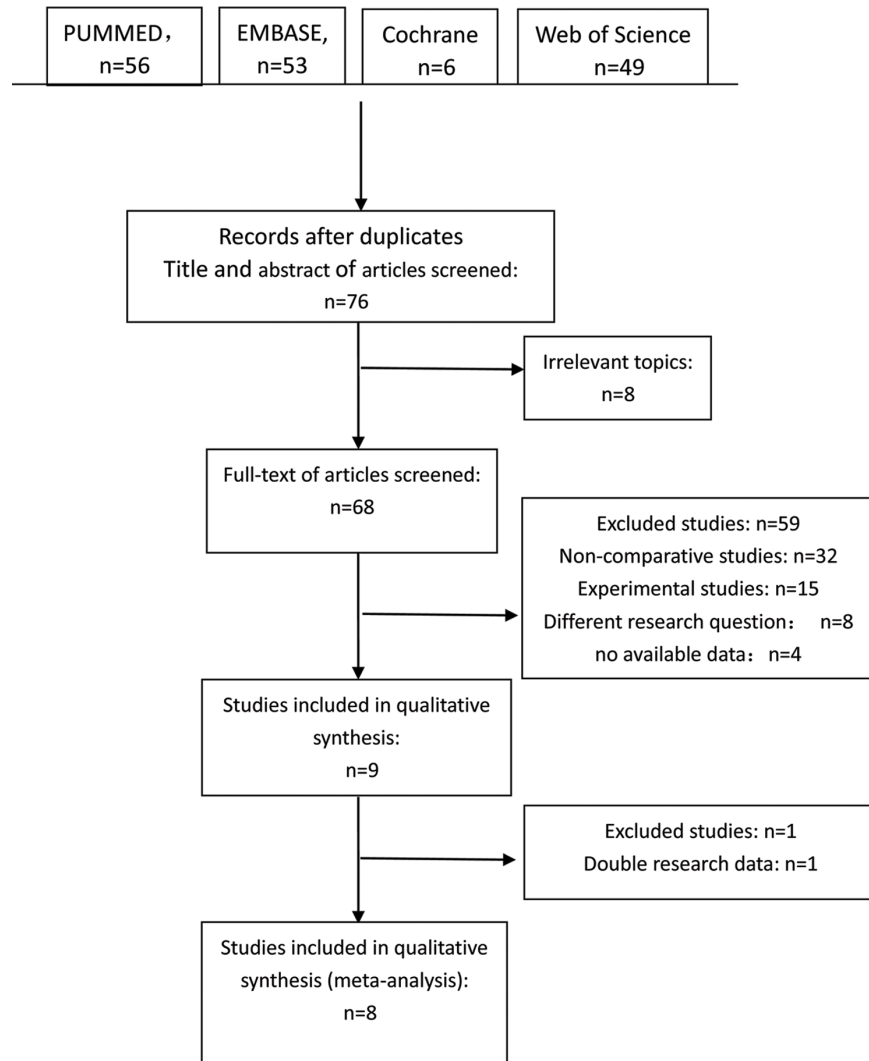 PUMMED，
n=56
EMBASE,
n=53
Cochrane
n=6
Web of Science
n=49
Records after duplicates
Title and abstract of articles screened:
n=76
Irrelevant topics:
n=8
Full-text of articles screened:
n=68
Excluded studies: n=59
Non-comparative studies: n=32
Experimental studies: n=15
Different research question： n=8
no available data：n=4
Studies included in qualitative
synthesis:
n=9
Excluded studies: n=1
Double research data: n=1
Studies included in qualitative
synthesis (meta-analysis):
n=8